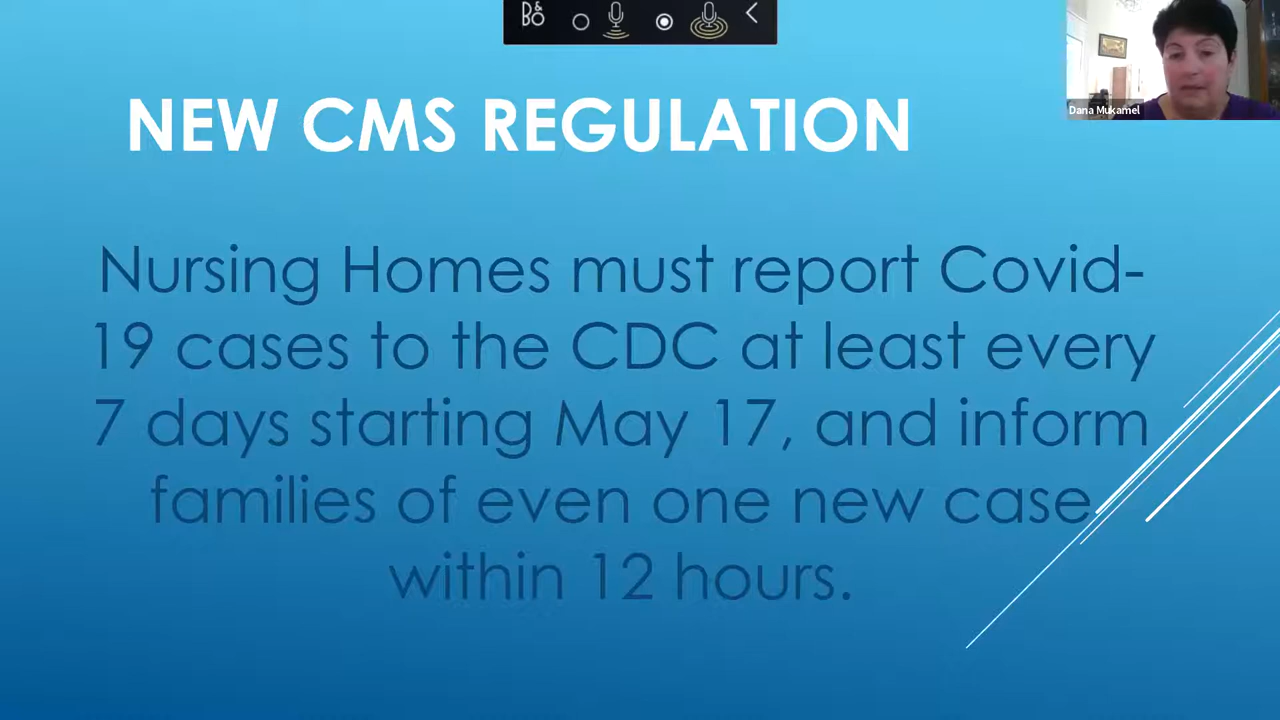 B&O
NEW CMS REGULATION
Dana Mukamel
Nursing Homes must report Covid-
19 cases to the CDC at least every
7 days starting May 17, and inform
families of even one new case
within 12 hours.